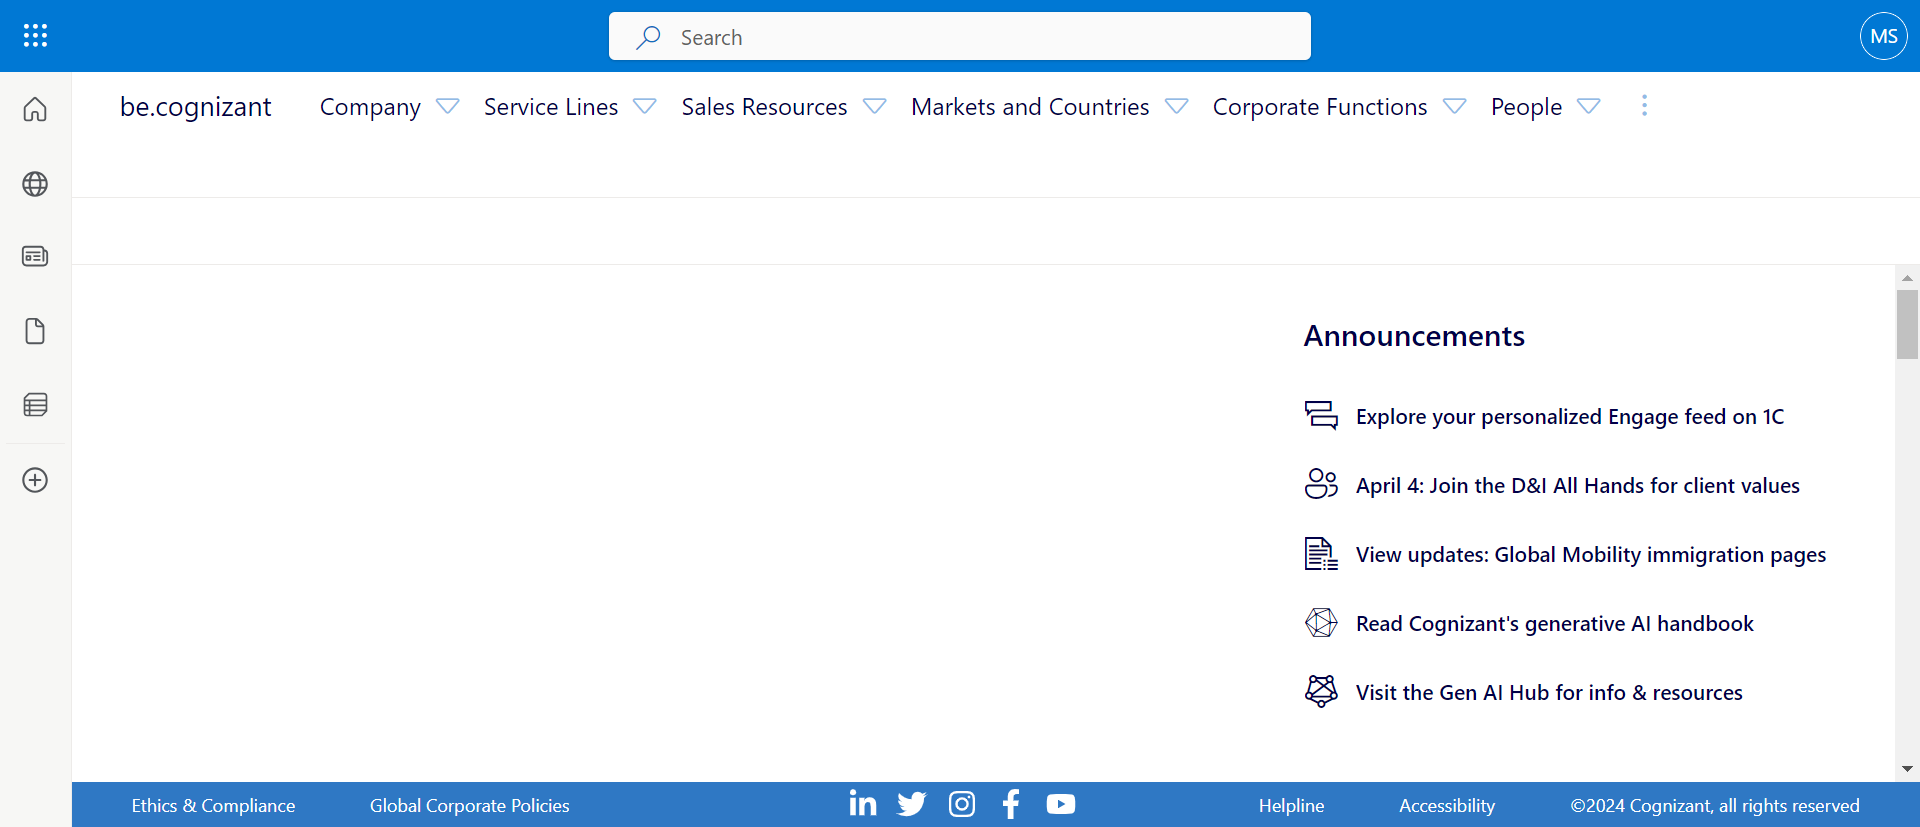 Search
MS
be.cognizant Company Service Lines Sales Resources Markets and Countries Corporate Functions People
Announcements
Explore your personalized Engage feed on 1C
April 4: Join the D&I All Hands for client values
View updates: Global Mobility immigration pages
Read Cognizant's generative AI handbook
Visit the Gen AI Hub for info & resources
Ethics & Compliance Global Corporate Policies in Helpline Accessibility ©2024 Cognizant, all rights reserved